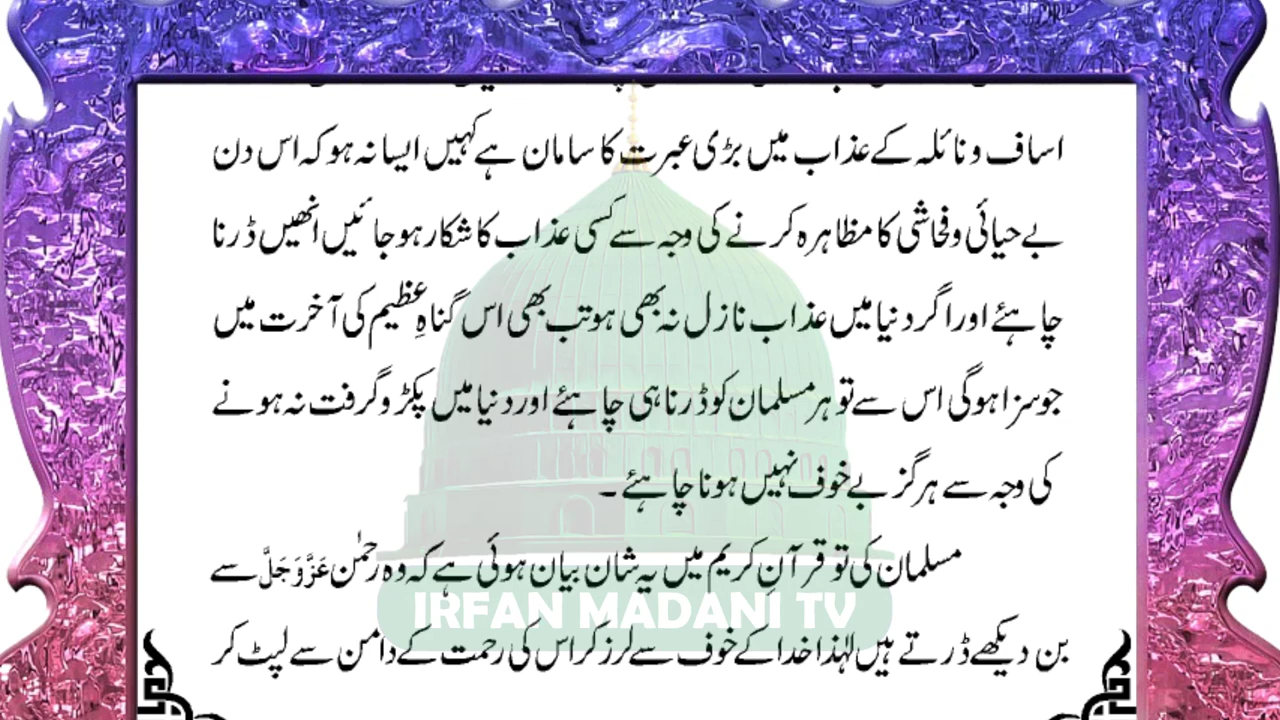 اساف و نائلہ کے عذاب میں بڑی عبرت کا سامان ہے کہیں ایسا نہ ہو کہ اس دن
بے حیائی و فحاشی کا مظاہرہ کرنے کی وجہ سے کسی عذاب کا شکار ہو جائیں انھیں ڈرنا
چاہئے اور اگر دنیا میں عذاب نازل نہ بھی ہو تب بھی اس گناہِ عظیم کی آخرت میں
جو سزا ہوگی اس سے تو ہر مسلمان کو ڈرنا ہی چاہئے اور دنیا میں پکڑ و گرفت نہ ہونے
کی وجہ سے ہرگز بے خوف نہیں ہونا چاہئے ۔
مسلمان کی تو قرآنِ کریم میں یہ شان بیان ہوئی ہے کہ وہ رحمٰن عَزَّوَجَلَّ سے
IRFAN MADANI TV
بن دیکھے ڈرتے ہیں لہٰذا خدا کے خوف سے لرز کر اس کی رحمت کے دامن سے لپٹ کر